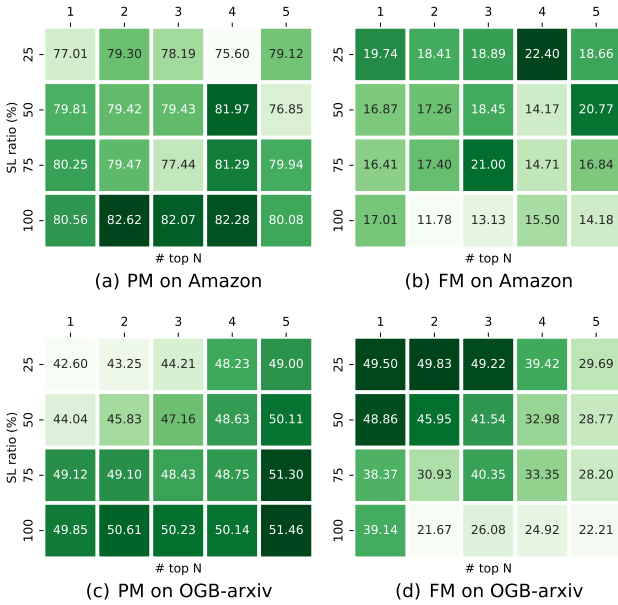 1 2 3 4 5
25 77.01 79.30 78.19 75.60 79.12
50 79.81 79.42 79.43 81.97 76.85
75 80.25 79.47 77.44 81.29 79.94
100 80.56 82.62 82.07 82.28 80.08
SL ratio (%)
# top N
(a) PM on Amazon
1 2 3 4 5
19.74 18.41 18.89 22.40 18.66
50 16.87 17.26 18.45 14.17 20.77
75 16.41 17.40 21.00 14.71 16.84
100 17.01 11.78 13.13 15.50 14.18
25
# top N
(b) FM on Amazon
1 2 3 4 5
25 42.60 43.25 44.21 48.23 49.00
50 44.04 45.83 47.16 48.63 50.11
75 49.12 49.10 48.43 48.75 51.30
100 49.85 50.61 50.23 50.14 51.46
SL ratio (%)
# top N
(c) PM on OGB-arxiv
1 2 3 4 5
25 49.50 49.83 49.22 39.42 29.69
50 48.86 45.95 41.54 32.98 28.77
75 38.37 30.93 40.35 33.35 28.20
100 39.14 21.67 26.08 24.92 22.21
# top N
(d) FM on OGB-arxiv